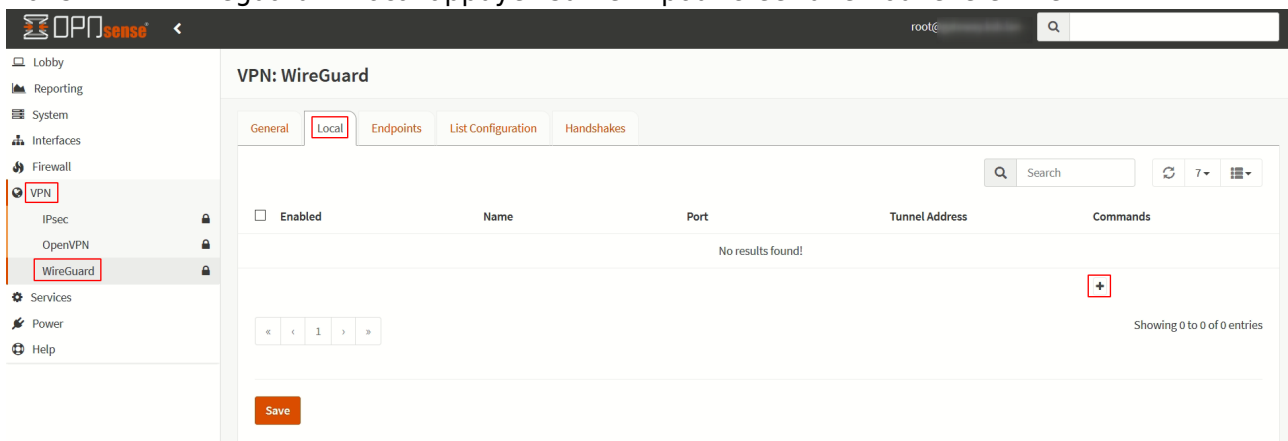 OPNsense
root@
Lobby
Reporting
System
Interfaces
Firewall
VPN
IPsec
OpenVPN
WireGuard
Services
Power
Help
VPN: WireGuard
General Local Endpoints List Configuration Handshakes
Search
7
Enabled Name Port Tunnel Address Commands
No results found!
+
« ‹ 1 › »
Showing 0 to 0 of 0 entries
Save